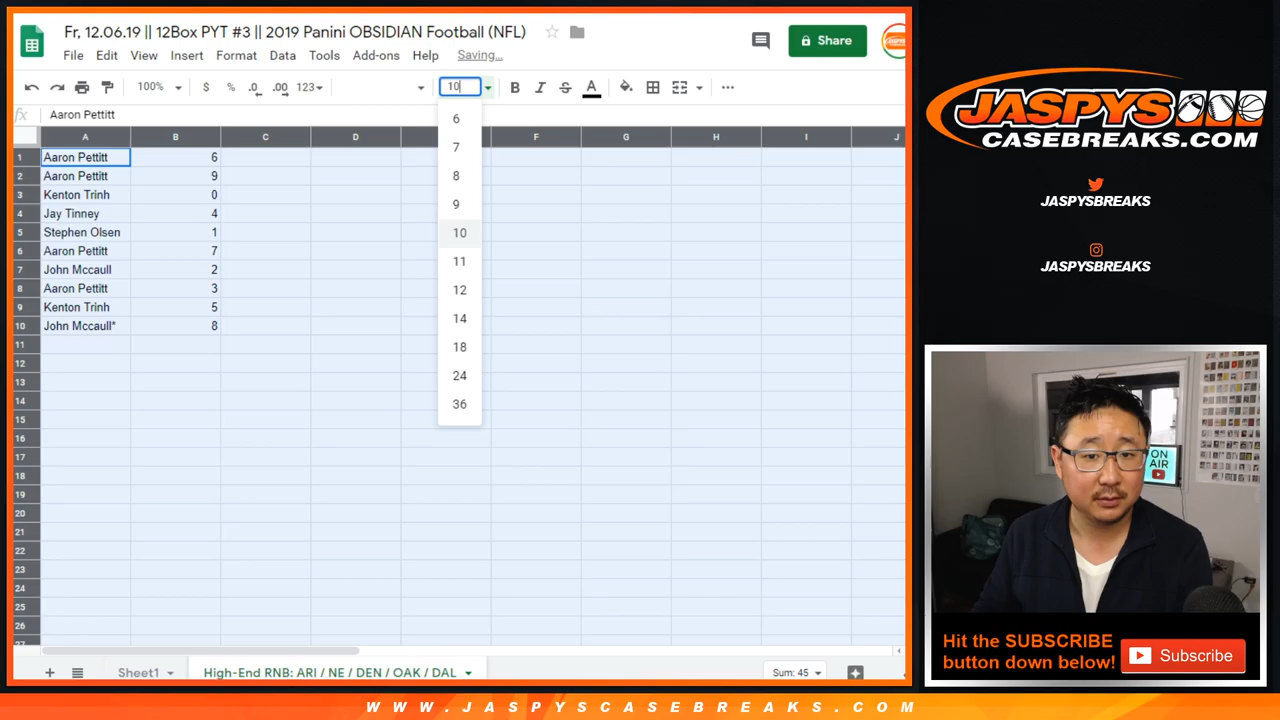 Fr, 12.06.19 || 12Box PYT #3 || 2019 Panini OBSIDIAN Football (NFL)
File Edit View Insert Format Data Tools Add-ons Help Saving...
Share
JASPYS
100% $ % .0 .00 123 10 B I S A
fx Aaron Pettitt
A B C D F G H I J
1 Aaron Pettitt 6
2 Aaron Pettitt 9
3 Kenton Trinh 0
4 Jay Tinney 4
5 Stephen Olsen 1
6 Aaron Pettitt 7
7 John Mccaull 2
8 Aaron Pettitt 3
9 Kenton Trinh 5
10 John Mccaull* 8
11
12
13
14
15
16
17
18
19
20
21
22
23
24
25
26
27
6
7
8
9
10
11
12
14
18
24
36
Sheet1 High-End RNB: ARI / NE / DEN / OAK / DAL Sum: 45
JASPYS
CASEBREAKS.COM
JASPYSBREAKS
JASPYSBREAKS
ON
AIR
Hit the SUBSCRIBE
button down below!
Subscribe
WWW.JASPYSCASEBREAKS.COM